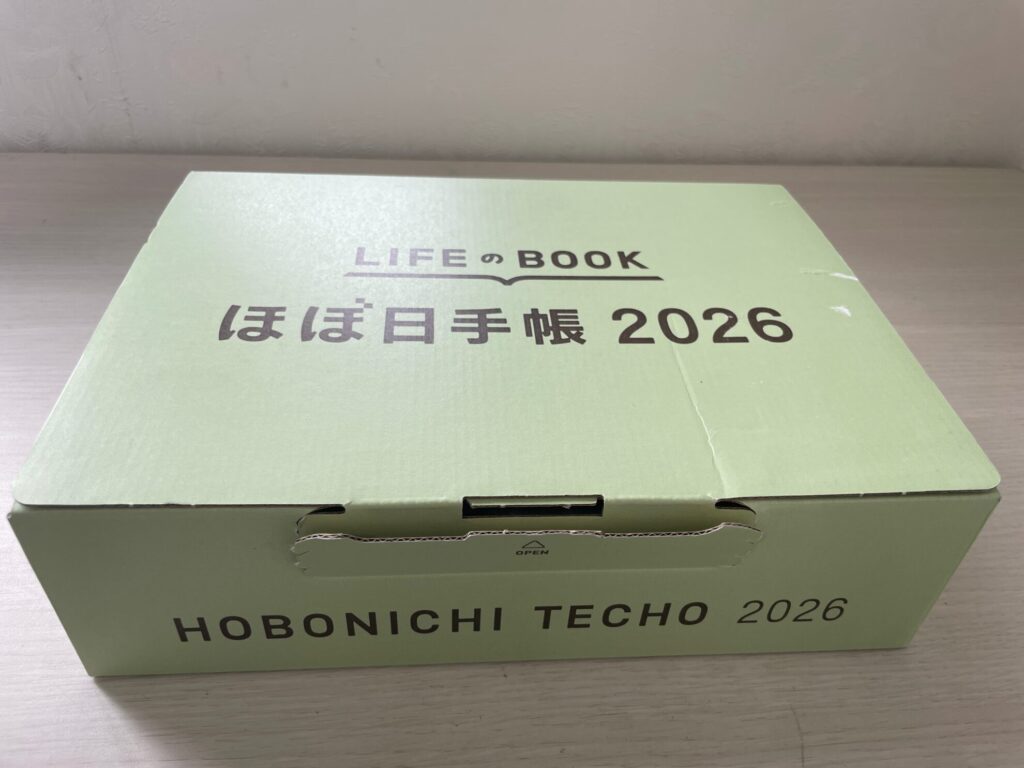 LIFEのBOOK
ほぼ日手帳 2026
OPEN
HOBONICHI TECHO 2026